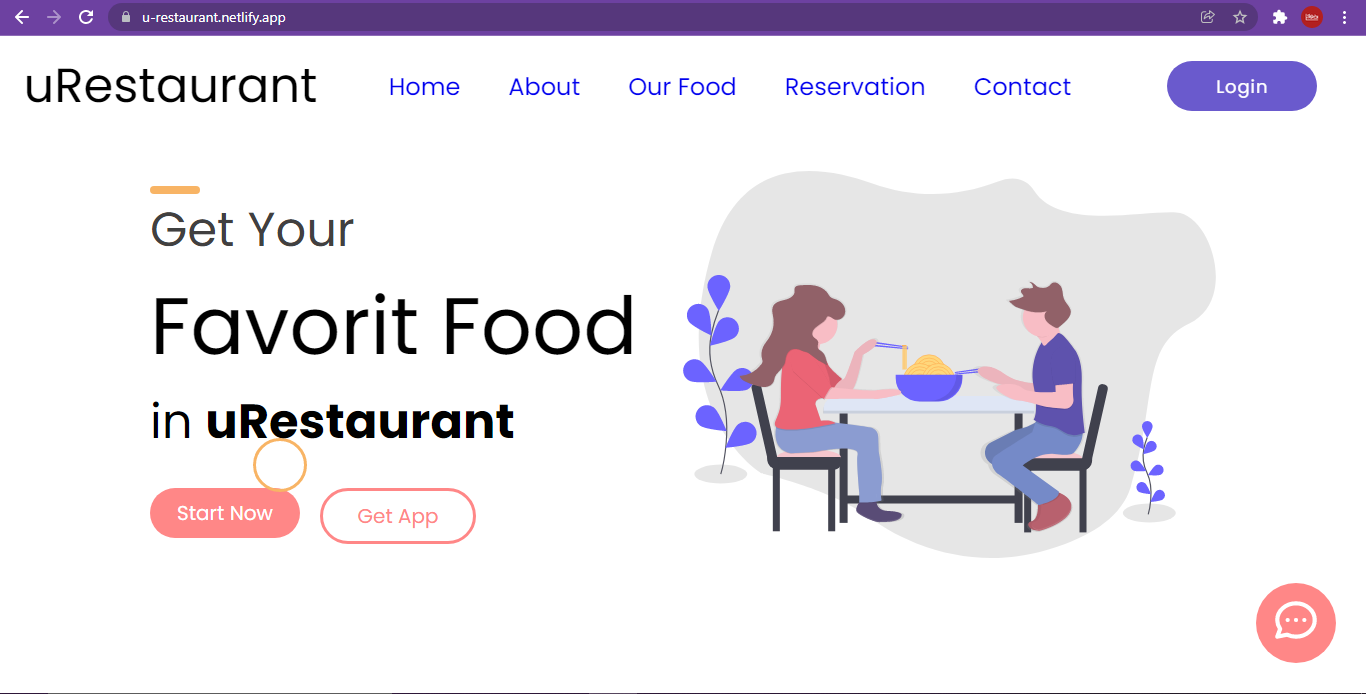 u-restaurant.netlify.app
uRestaurant
Home
About
Our Food
Reservation
Contact
Login
Get Your
Favorit Food
in uRestaurant
Start Now
Get App